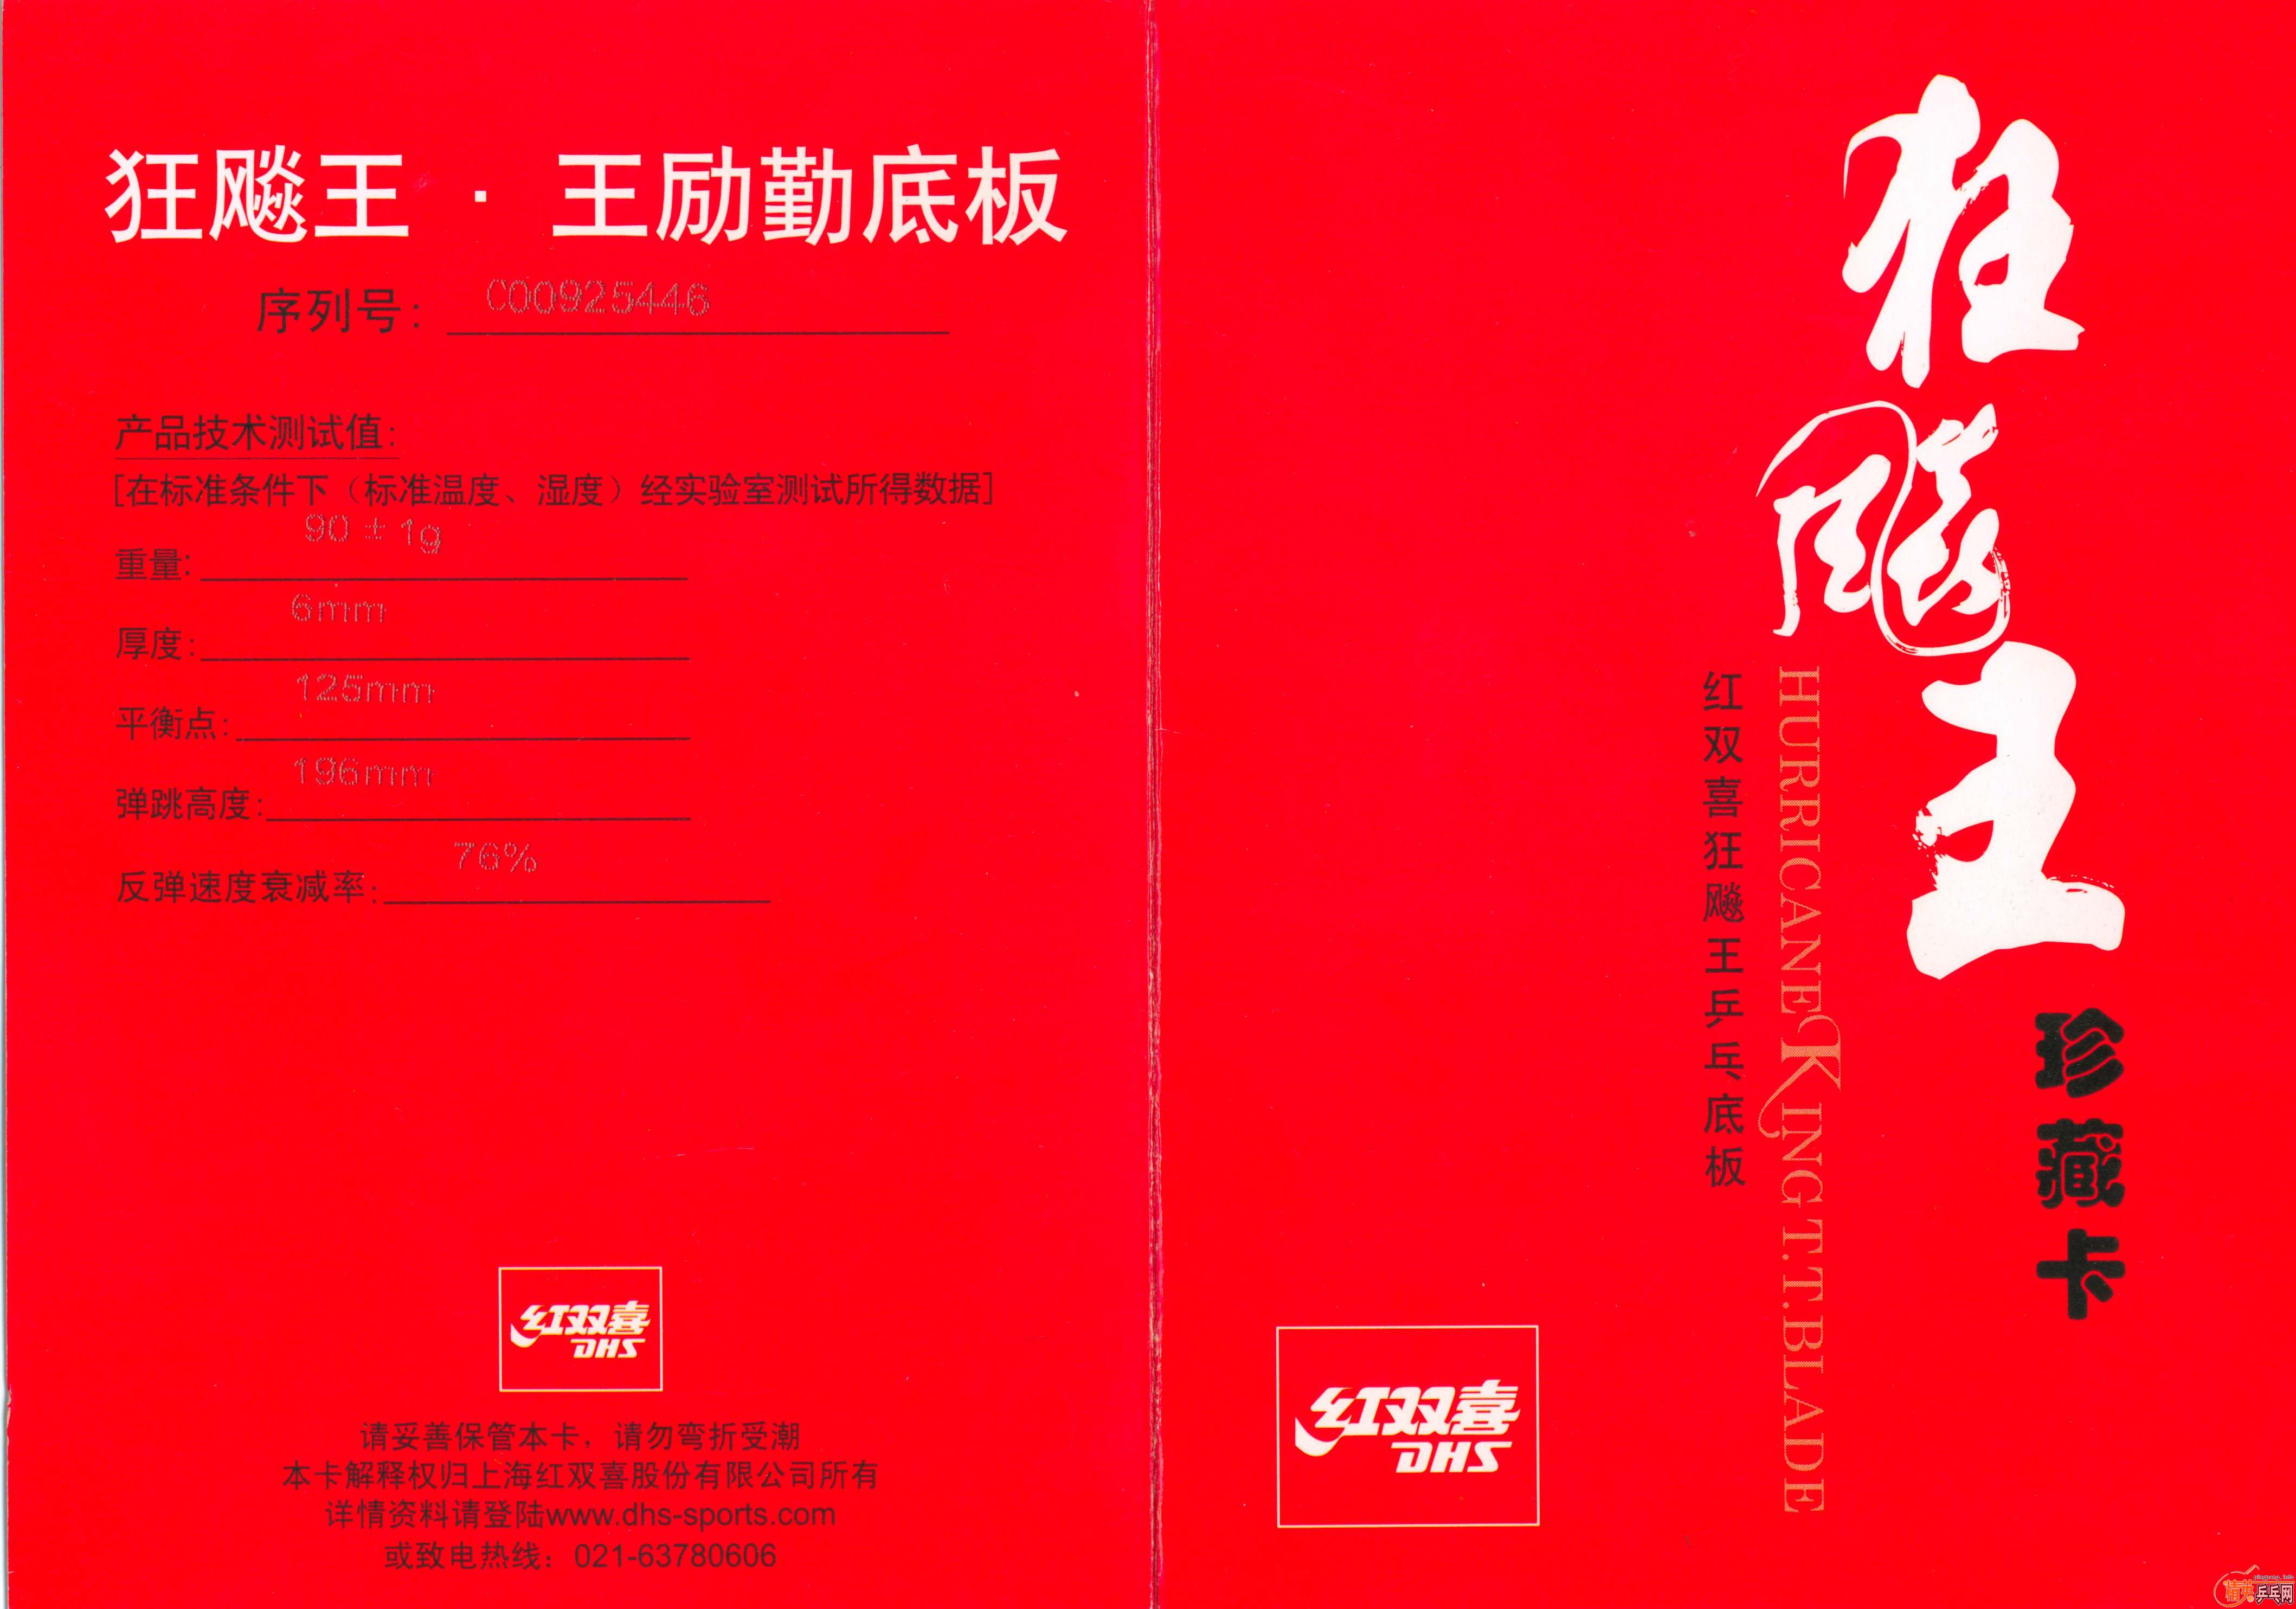 狂飚王 · 王励勤底板
序列号： C00925446
产品技术测试值：
[在标准条件下（标准温度、湿度）经实验室测试所得数据]
重量: 90 ± 1g
厚度: 6mm
平衡点: 125mm
弹跳高度: 196mm
反弹速度衰减率: 76%
红双喜
DHS
请妥善保管本卡，请勿弯折受潮
本卡解释权归上海红双喜股份有限公司所有
详情资料请登陆www.dhs-sports.com
或致电热线：021-63780606
狂飚王
珍藏卡
HURRICANE KING T.T.BLADE
红双喜狂飚王乒乓底板
红双喜
DHS
精英乒乓网